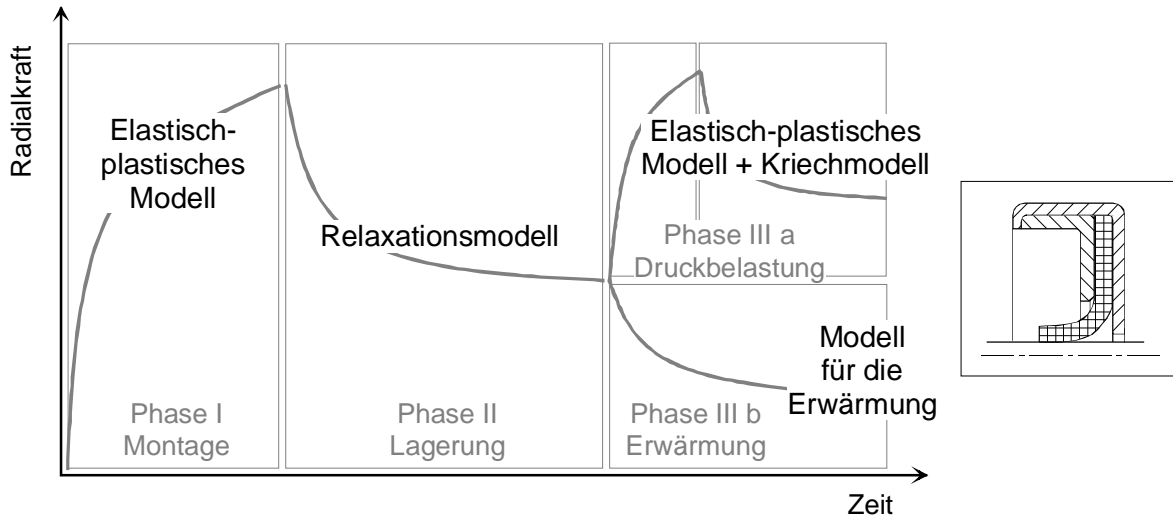 Radialkraft
Elastisch-
plastisches
Modell
Phase I
Montage
Relaxationsmodell
Phase II
Lagerung
Elastisch-plastisches
Modell + Kriechmodell
Phase III a
Druckbelastung
Modell
für die
Erwärmung
Phase III b
Erwärmung
Zeit